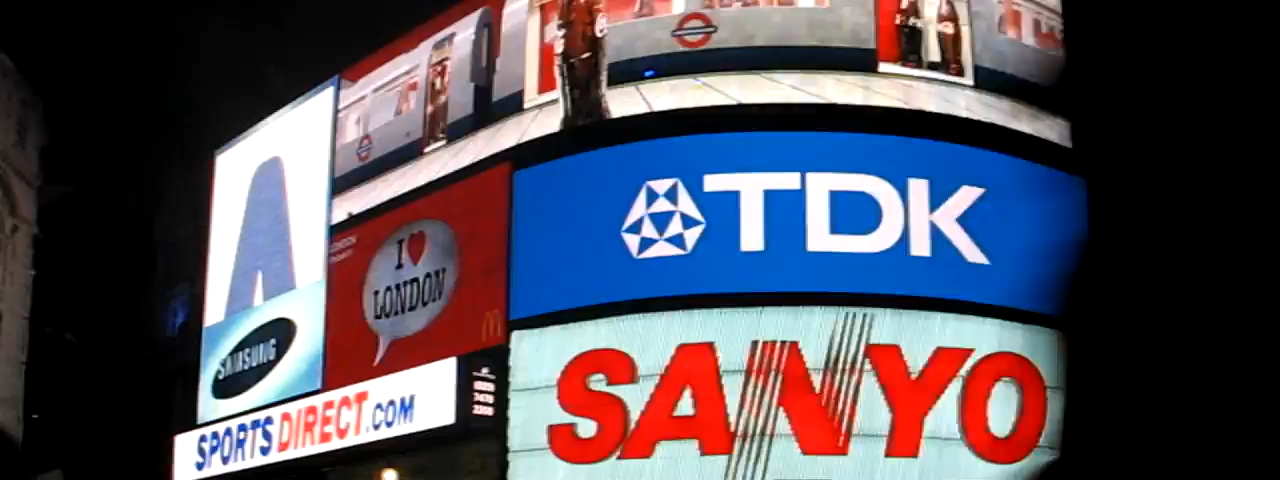 TDK
I
LONDON
SAMSUNG
SANYO
SPORTSDIRECT.COM